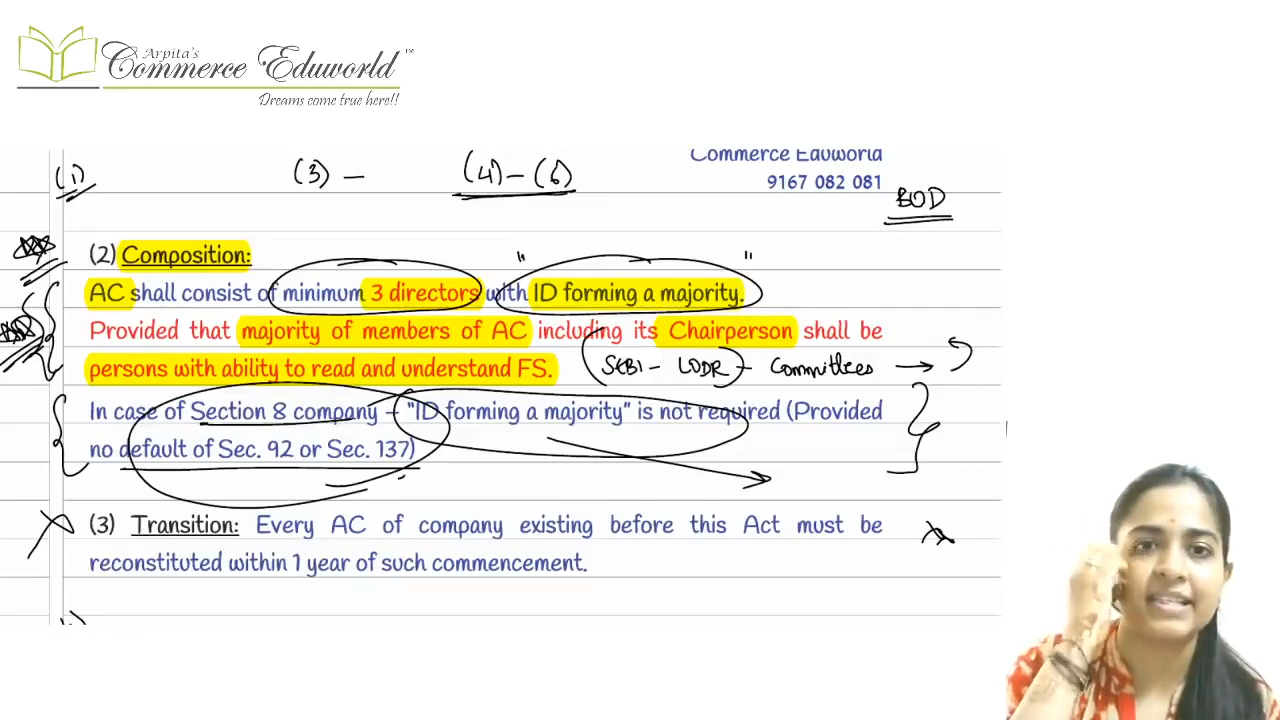 Arpita's
Commerce Eduworld™
Dreams come true here!!
Commerce Eduworld
9167 082 081
(1) (3) – (4) – (6)
BOD
(2) Composition:
AC shall consist of minimum 3 directors with "ID forming a majority."
Provided that majority of members of AC including its Chairperson shall be
persons with ability to read and understand FS.
SEBI – LODR – Committees →
In case of Section 8 company – "ID forming a majority" is not required (Provided
no default of Sec. 92 or Sec. 137)
(3) Transition: Every AC of company existing before this Act must be
reconstituted within 1 year of such commencement.